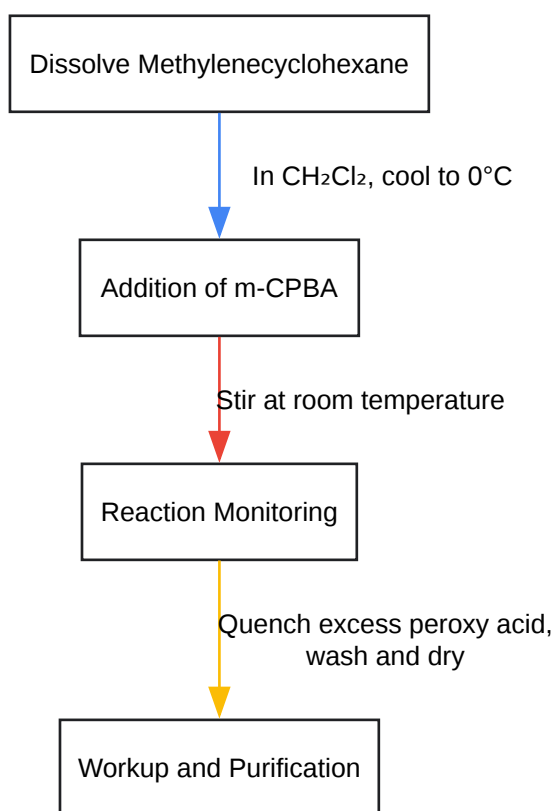 Dissolve Methylenecyclohexane
In CH₂Cl₂, cool to 0°C
Addition of m-CPBA
Stir at room temperature
Reaction Monitoring
Quench excess peroxy acid,
wash and dry
Workup and Purification